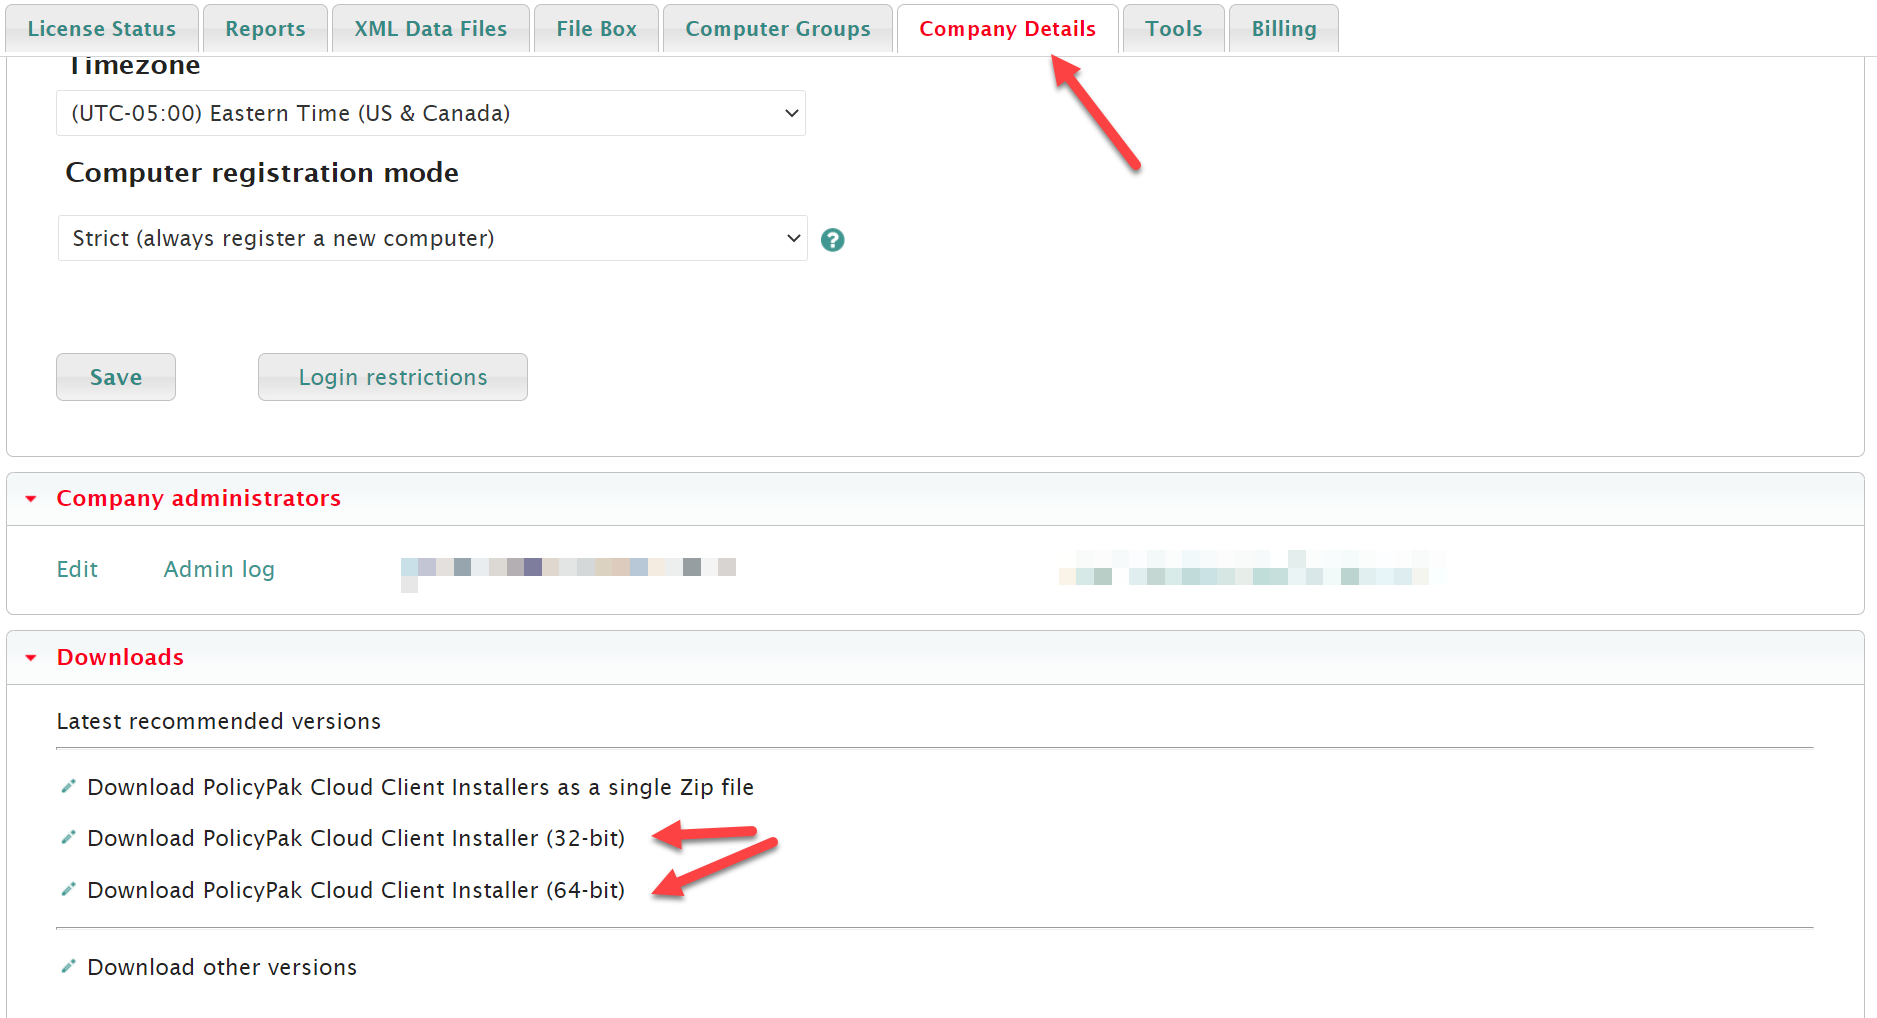 License Status Reports XML Data Files File Box Computer Groups Company Details Tools Billing
Timezone
(UTC-05:00) Eastern Time (US & Canada)
Computer registration mode
Strict (always register a new computer) ?
Save Login restrictions
Company administrators
Edit Admin log
Downloads
Latest recommended versions
Download PolicyPak Cloud Client Installers as a single Zip file
Download PolicyPak Cloud Client Installer (32-bit)
Download PolicyPak Cloud Client Installer (64-bit)
Download other versions